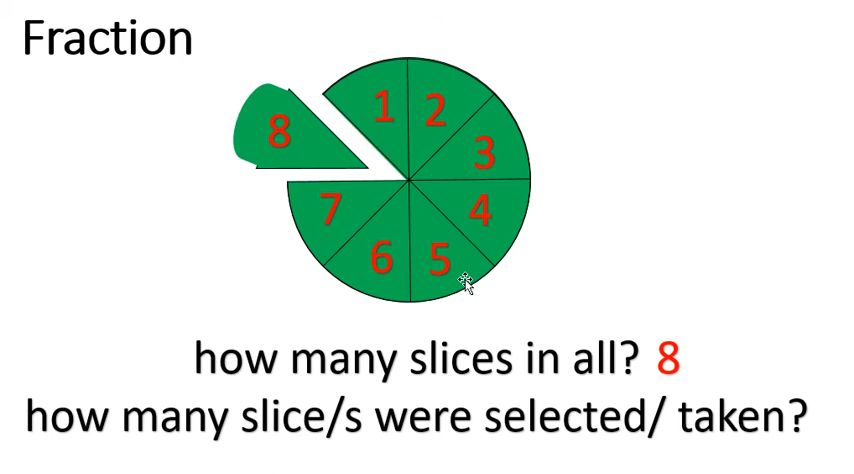 Fraction
1 2
8
3
7 4
6 5
how many slices in all? 8
how many slice/s were selected/ taken?